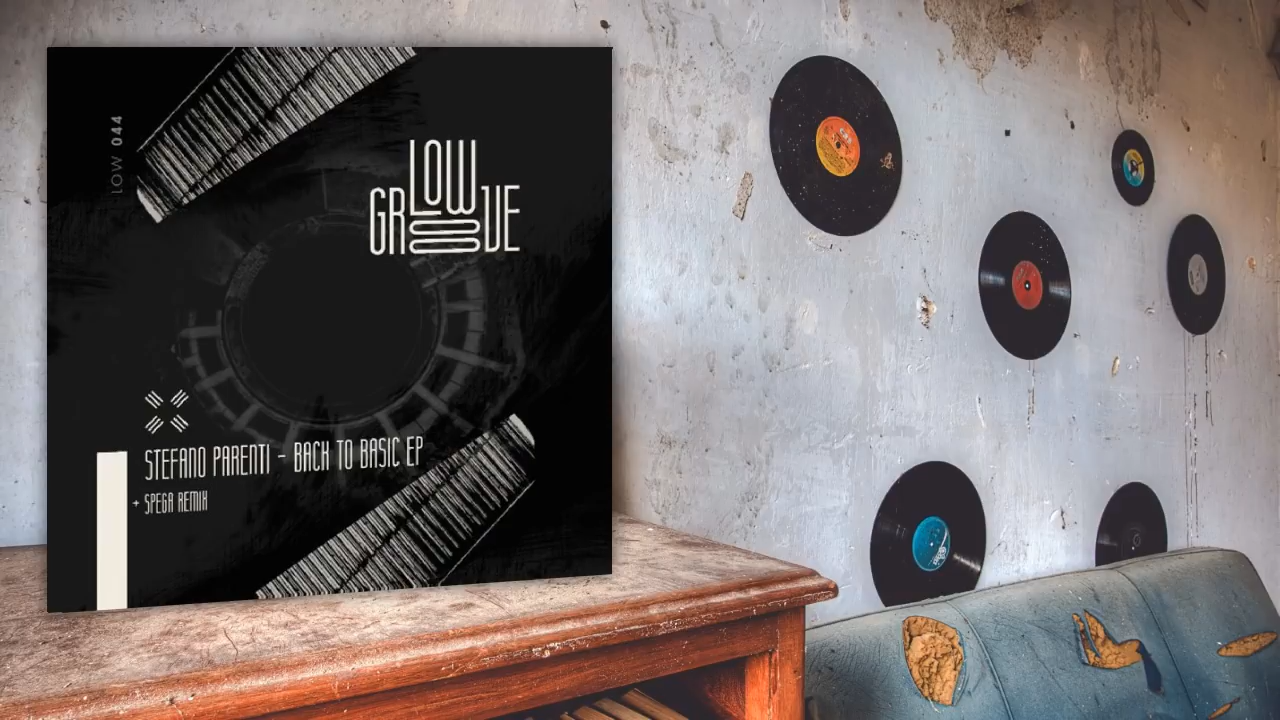 LOW 044
LOW
GROOVE
STEFANO PARENTI - BACK TO BASIC EP
+ SPEGA REMIX